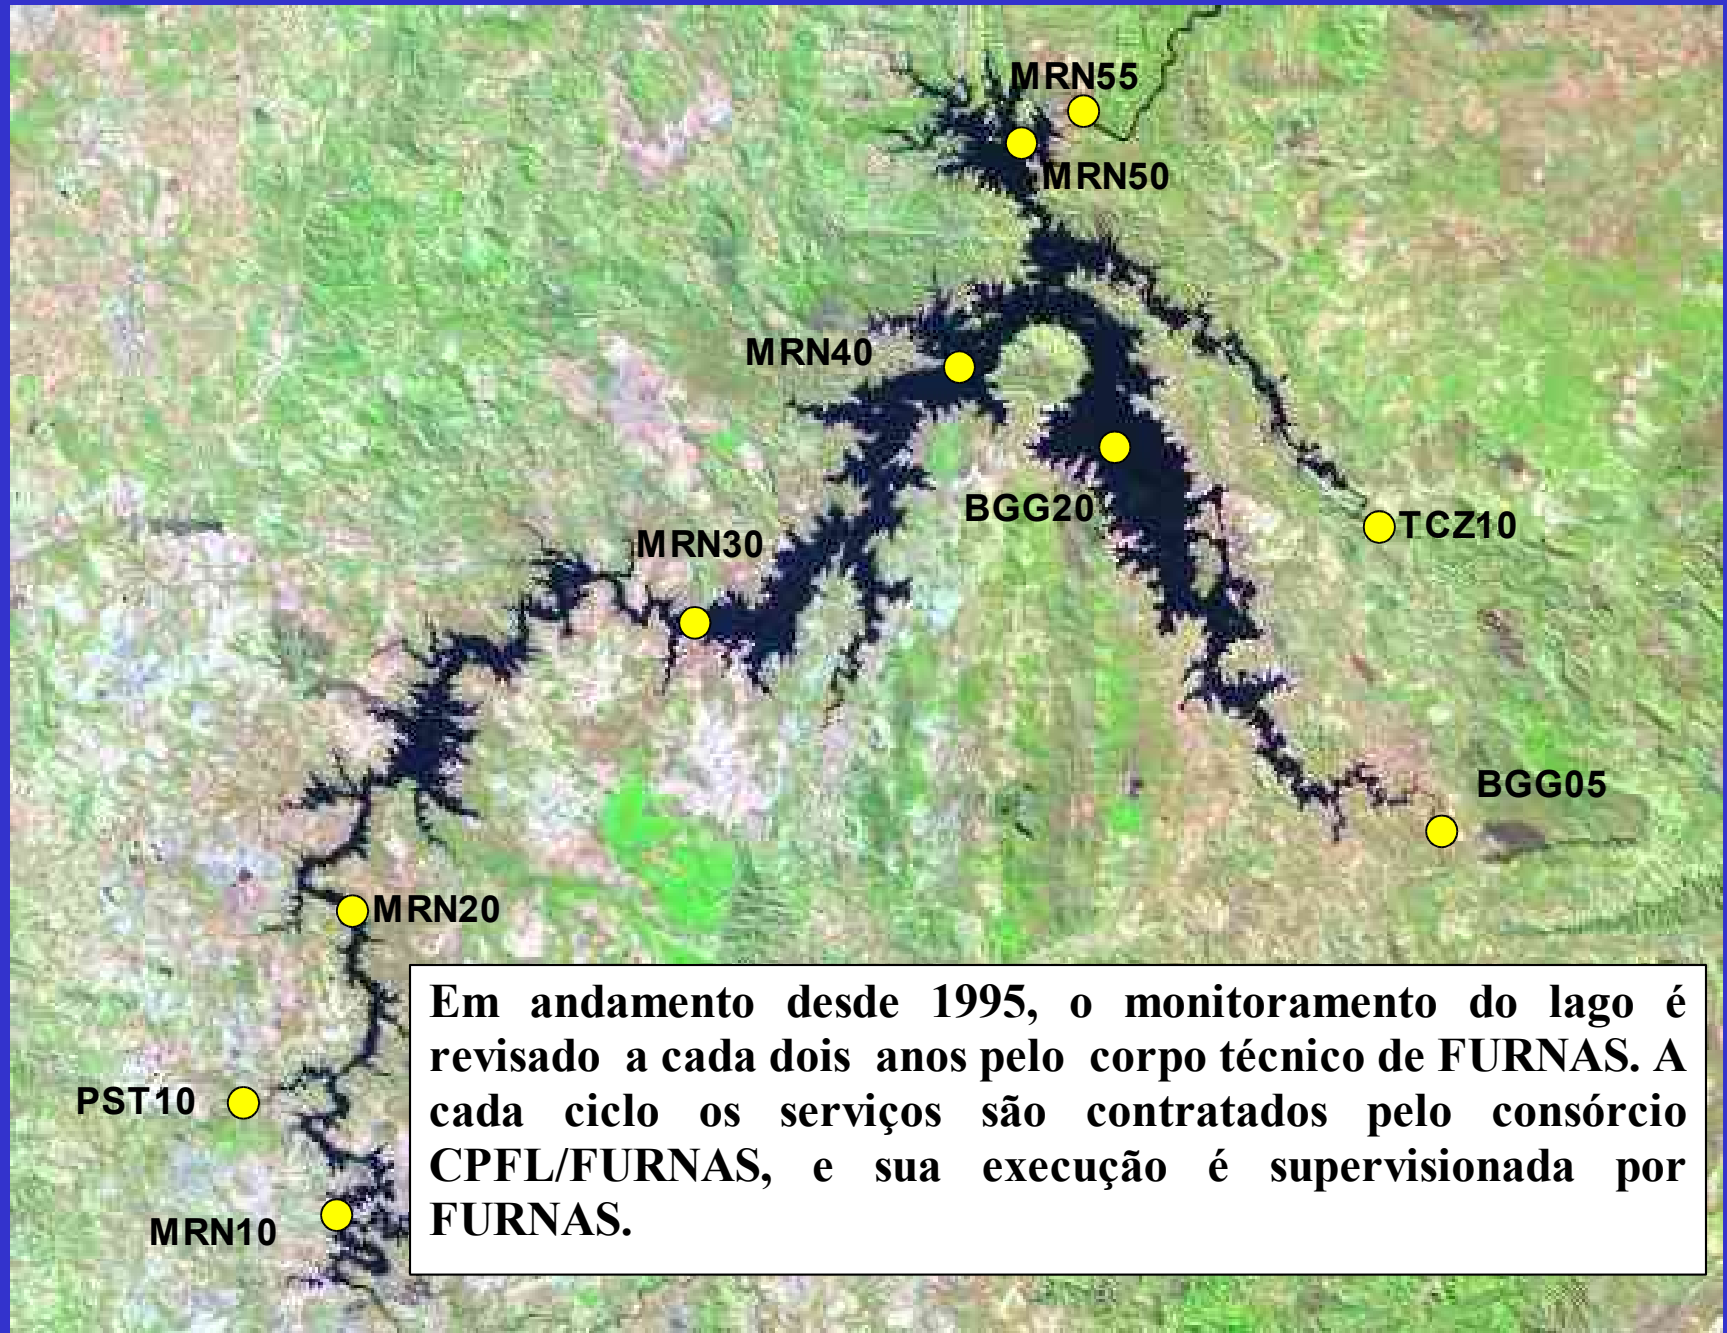 MRN55
MRN50
MRN40
BGG20
TCZ10
MRN30
BGG05
MRN20
PST10
MRN10
Em andamento desde 1995, o monitoramento do lago é
revisado a cada dois anos pelo corpo técnico de FURNAS. A
cada ciclo os serviços são contratados pelo consórcio
CPFL/FURNAS, e sua execução é supervisionada por
FURNAS.